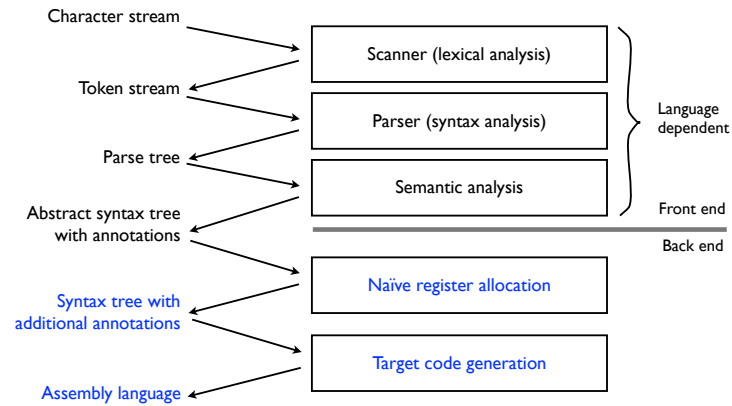 Character stream
Scanner (lexical analysis)
Token stream
Language
dependent
Parser (syntax analysis)
Parse tree
Semantic analysis
Abstract syntax tree
with annotations
Front end
Back end
Naïve register allocation
Syntax tree with
additional annotations
Target code generation
Assembly language